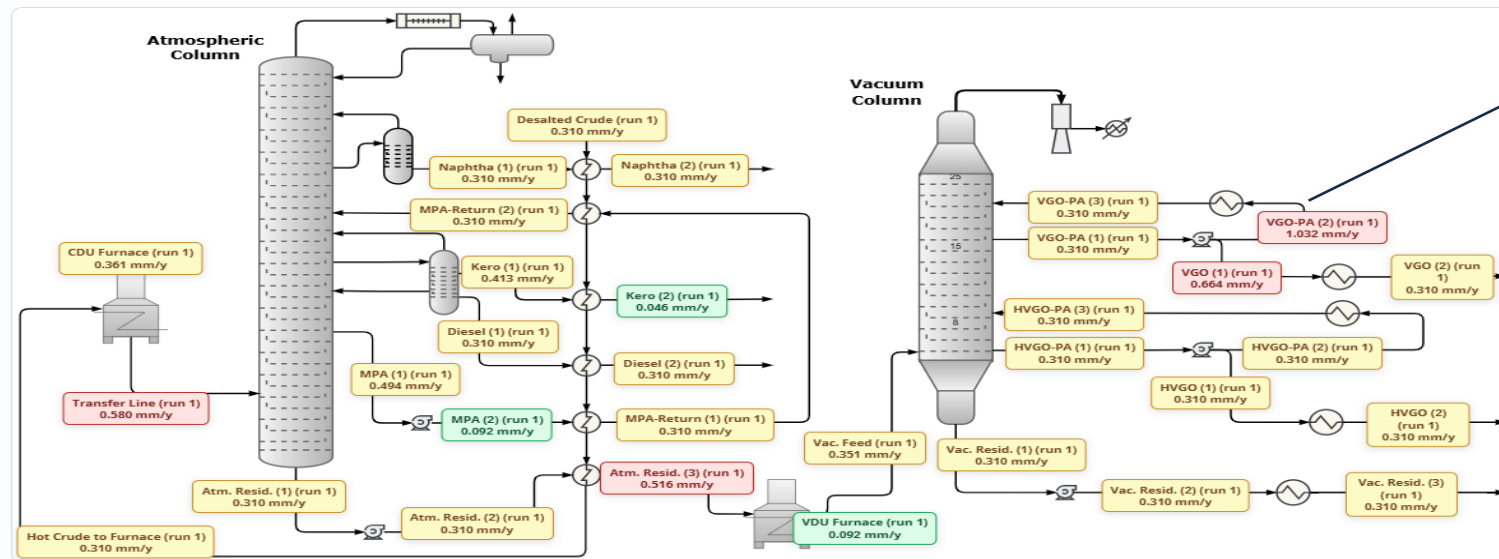 Atmospheric
Column
Vacuum
Column
Desalted Crude (run 1)
0.310 mm/y
Naphtha (1) (run 1)
0.310 mm/y
Naphtha (2) (run 1)
0.310 mm/y
25
VGO-PA (3) (run 1)
0.310 mm/y
MPA-Return (2) (run 1)
0.310 mm/y
VGO-PA (2) (run 1)
1.032 mm/y
VGO-PA (1) (run 1)
0.310 mm/y
C
15
CDU Furnace (run 1)
0.361 mm/y
Kero (1) (run 1)
0.413 mm/y
VGO (1) (run 1)
0.664 mm/y
VGO (2) (run
1)
0.310 mm/y
Kero (2) (run 1)
0.046 mm/y
HVGO-PA (3) (run 1)
0.310 mm/y
8
Diesel (1) (run 1)
0.310 mm/y
HVGO-PA (1) (run 1)
0.310 mm/y
C
HVGO-PA (2) (run 1)
0.310 mm/y
MPA (1) (run 1)
0.494 mm/y
Diesel (2) (run 1)
0.310 mm/y
HVGO (1) (run 1)
0.310 mm/y
Transfer Line (run 1)
0.580 mm/y
C
MPA (2) (run 1)
0.092 mm/y
MPA-Return (1) (run 1)
0.310 mm/y
HVGO (2)
(run 1)
0.310 mm/y
Vac. Feed (run 1)
0.351 mm/y
Vac. Resid. (1) (run 1)
0.310 mm/y
Atm. Resid. (3) (run 1)
0.516 mm/y
Atm. Resid. (1) (run 1)
0.310 mm/y
C
Vac. Resid. (2) (run 1)
0.310 mm/y
Vac. Resid. (3)
(run 1)
0.310 mm/y
C
Atm. Resid. (2) (run 1)
0.310 mm/y
VDU Furnace (run 1)
0.092 mm/y
Hot Crude to Furnace (run 1)
0.310 mm/y